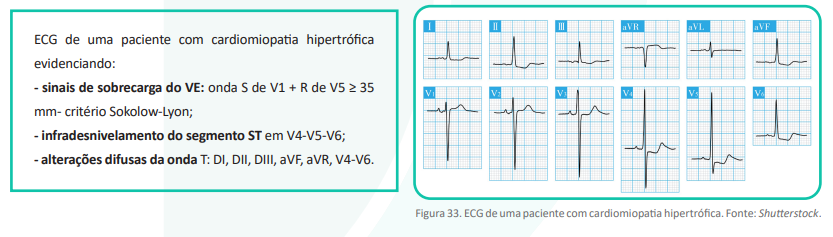 ECG de uma paciente com cardiomiopatia hipertrófica
evidenciando:
- sinais de sobrecarga do VE: onda S de V1 + R de V5 ≥ 35
mm- critério Sokolow-Lyon;
- infradesnivelamento do segmento ST em V4-V5-V6;
- alterações difusas da onda T: DI, DII, DIII, aVF, aVR, V4-V6.
I II III aVR aVL aVF
V1 V2 V3 V4 V5 V6
Figura 33. ECG de uma paciente com cardiomiopatia hipertrófica. Fonte: Shutterstock.